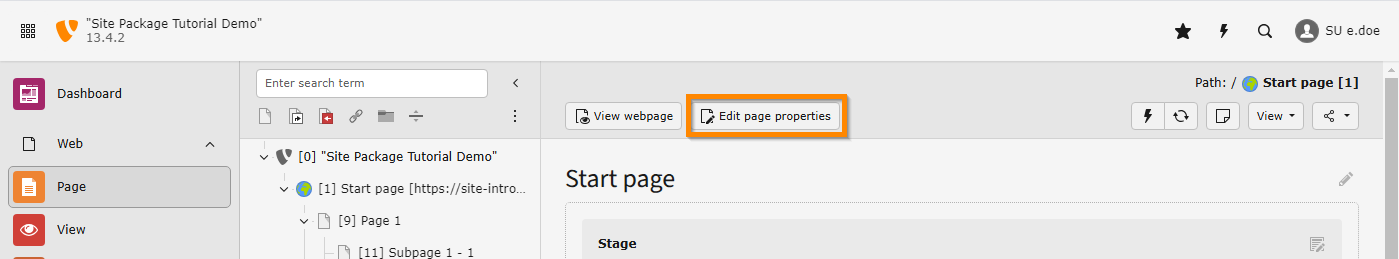 "Site Package Tutorial Demo"
13.4.2
SU e.doe
Dashboard
Web
Page
View
Enter search term
[0] "Site Package Tutorial Demo"
[1] Start page [https://site-intro...
[9] Page 1
[11] Subpage 1 - 1
Path: / Start page [1]
View webpage
Edit page properties
View
Start page
Stage